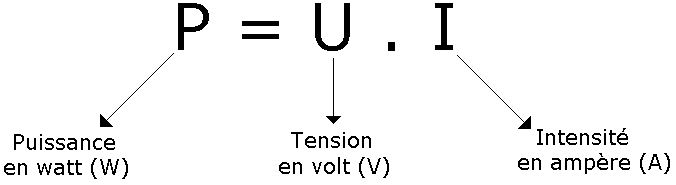 P = U . I
Puissance
en watt (W)
Tension
en volt (V)
Intensité
en ampère (A)